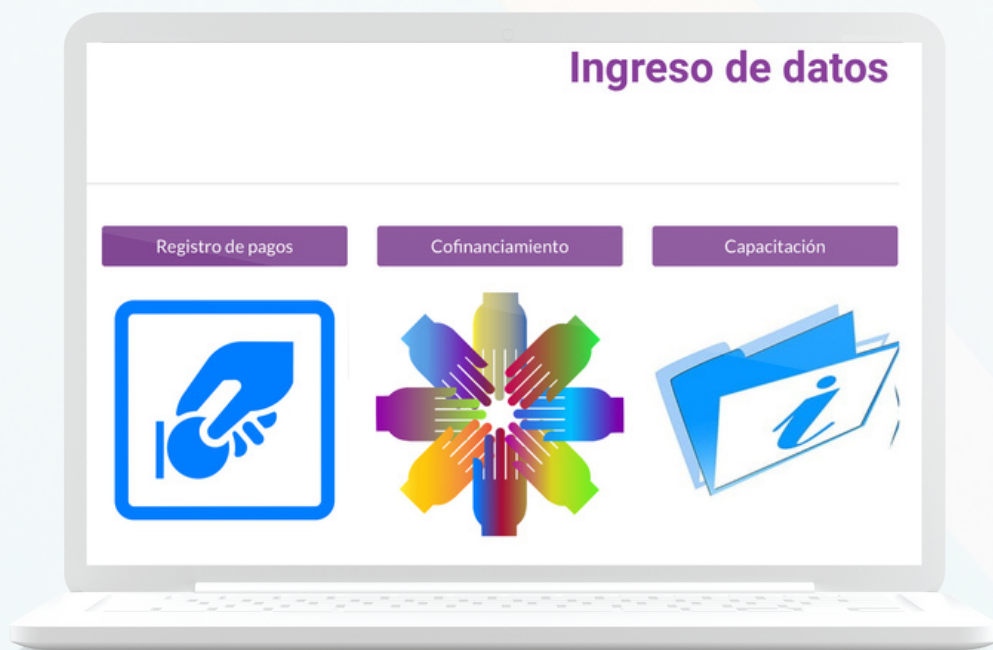 Ingreso de datos
Registro de pagos
Cofinanciamiento
Capacitación